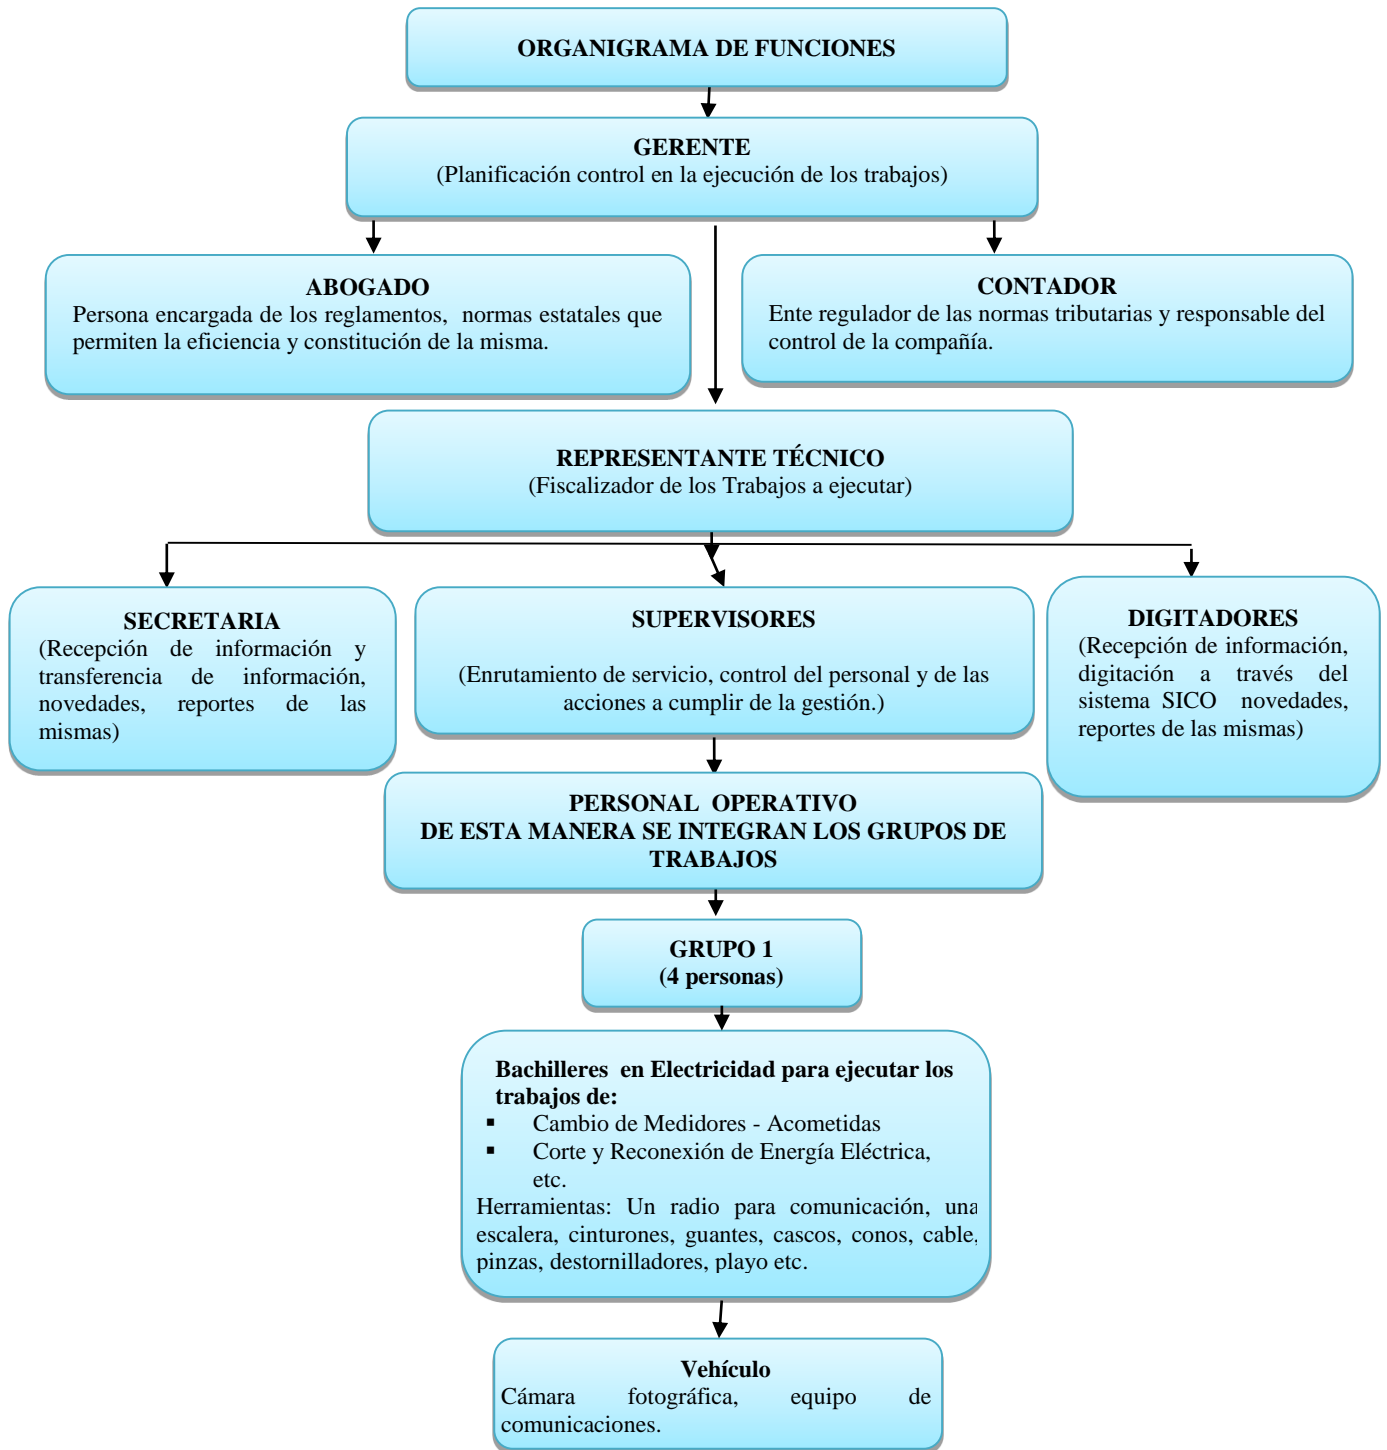 ORGANIGRAMA DE FUNCIONES
GERENTE
(Planificación control en la ejecución de los trabajos)
ABOGADO
Persona encargada de los reglamentos, normas estatales que
permiten la eficiencia y constitución de la misma.
CONTADOR
Ente regulador de las normas tributarias y responsable del
control de la compañía.
REPRESENTANTE TÉCNICO
(Fiscalizador de los Trabajos a ejecutar)
SECRETARIA
(Recepción de información y
transferencia de información,
novedades, reportes de las
mismas)
SUPERVISORES
(Enrutamiento de servicio, control del personal y de las
acciones a cumplir de la gestión.)
DIGITADORES
(Recepción de información,
digitación a través del
sistema SICO novedades,
reportes de las mismas)
PERSONAL OPERATIVO
DE ESTA MANERA SE INTEGRAN LOS GRUPOS DE
TRABAJOS
GRUPO 1
(4 personas)
Bachilleres en Electricidad para ejecutar los
trabajos de:
▪ Cambio de Medidores - Acometidas
▪ Corte y Reconexión de Energía Eléctrica,
etc.
Herramientas: Un radio para comunicación, una
escalera, cinturones, guantes, cascos, conos, cable,
pinzas, destornilladores, playo etc.
Vehículo
Cámara fotográfica, equipo de
comunicaciones.